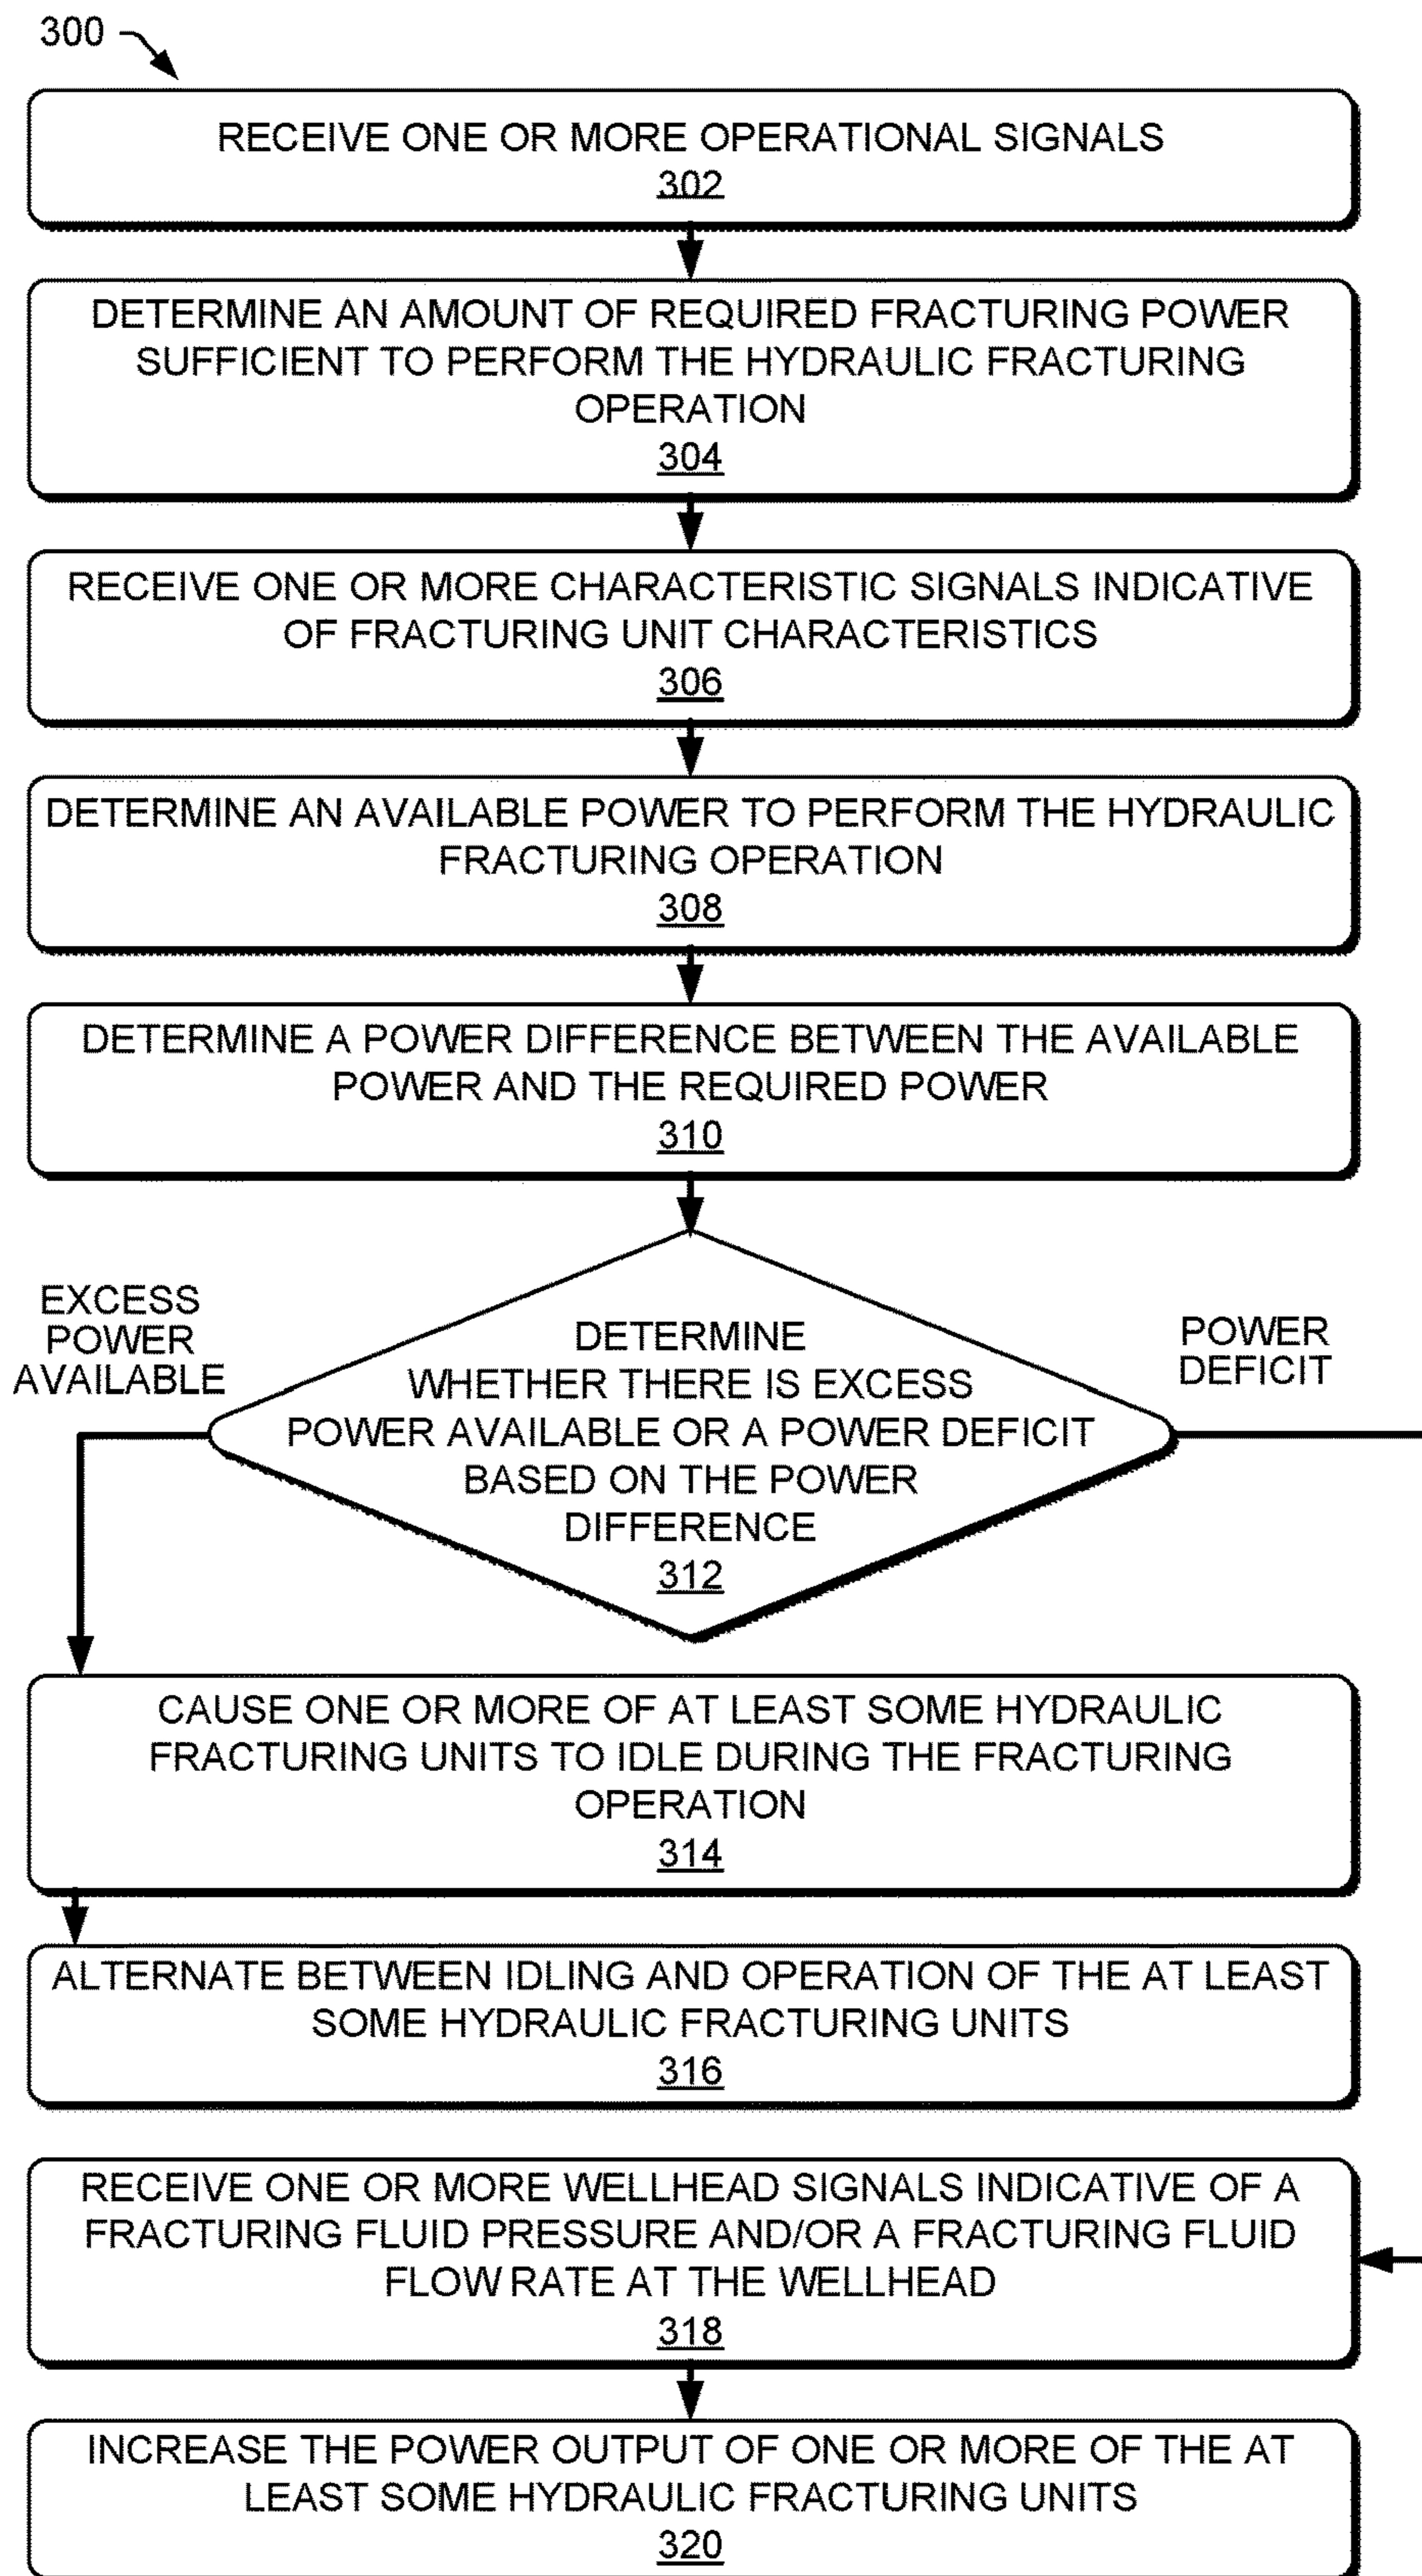 300
RECEIVE ONE OR MORE OPERATIONAL SIGNALS
302
DETERMINE AN AMOUNT OF REQUIRED FRACTURING POWER
SUFFICIENT TO PERFORM THE HYDRAULIC FRACTURING
OPERATION
304
RECEIVE ONE OR MORE CHARACTERISTIC SIGNALS INDICATIVE
OF FRACTURING UNIT CHARACTERISTICS
306
DETERMINE AN AVAILABLE POWER TO PERFORM THE HYDRAULIC
FRACTURING OPERATION
308
DETERMINE A POWER DIFFERENCE BETWEEN THE AVAILABLE
POWER AND THE REQUIRED POWER
310
EXCESS
POWER
AVAILABLE
DETERMINE
WHETHER THERE IS EXCESS
POWER AVAILABLE OR A POWER DEFICIT
BASED ON THE POWER
DIFFERENCE
312
POWER
DEFICIT
CAUSE ONE OR MORE OF AT LEAST SOME HYDRAULIC
FRACTURING UNITS TO IDLE DURING THE FRACTURING
OPERATION
314
ALTERNATE BETWEEN IDLING AND OPERATION OF THE AT LEAST
SOME HYDRAULIC FRACTURING UNITS
316
RECEIVE ONE OR MORE WELLHEAD SIGNALS INDICATIVE OF A
FRACTURING FLUID PRESSURE AND/OR A FRACTURING FLUID
FLOW RATE AT THE WELLHEAD
318
INCREASE THE POWER OUTPUT OF ONE OR MORE OF THE AT
LEAST SOME HYDRAULIC FRACTURING UNITS
320